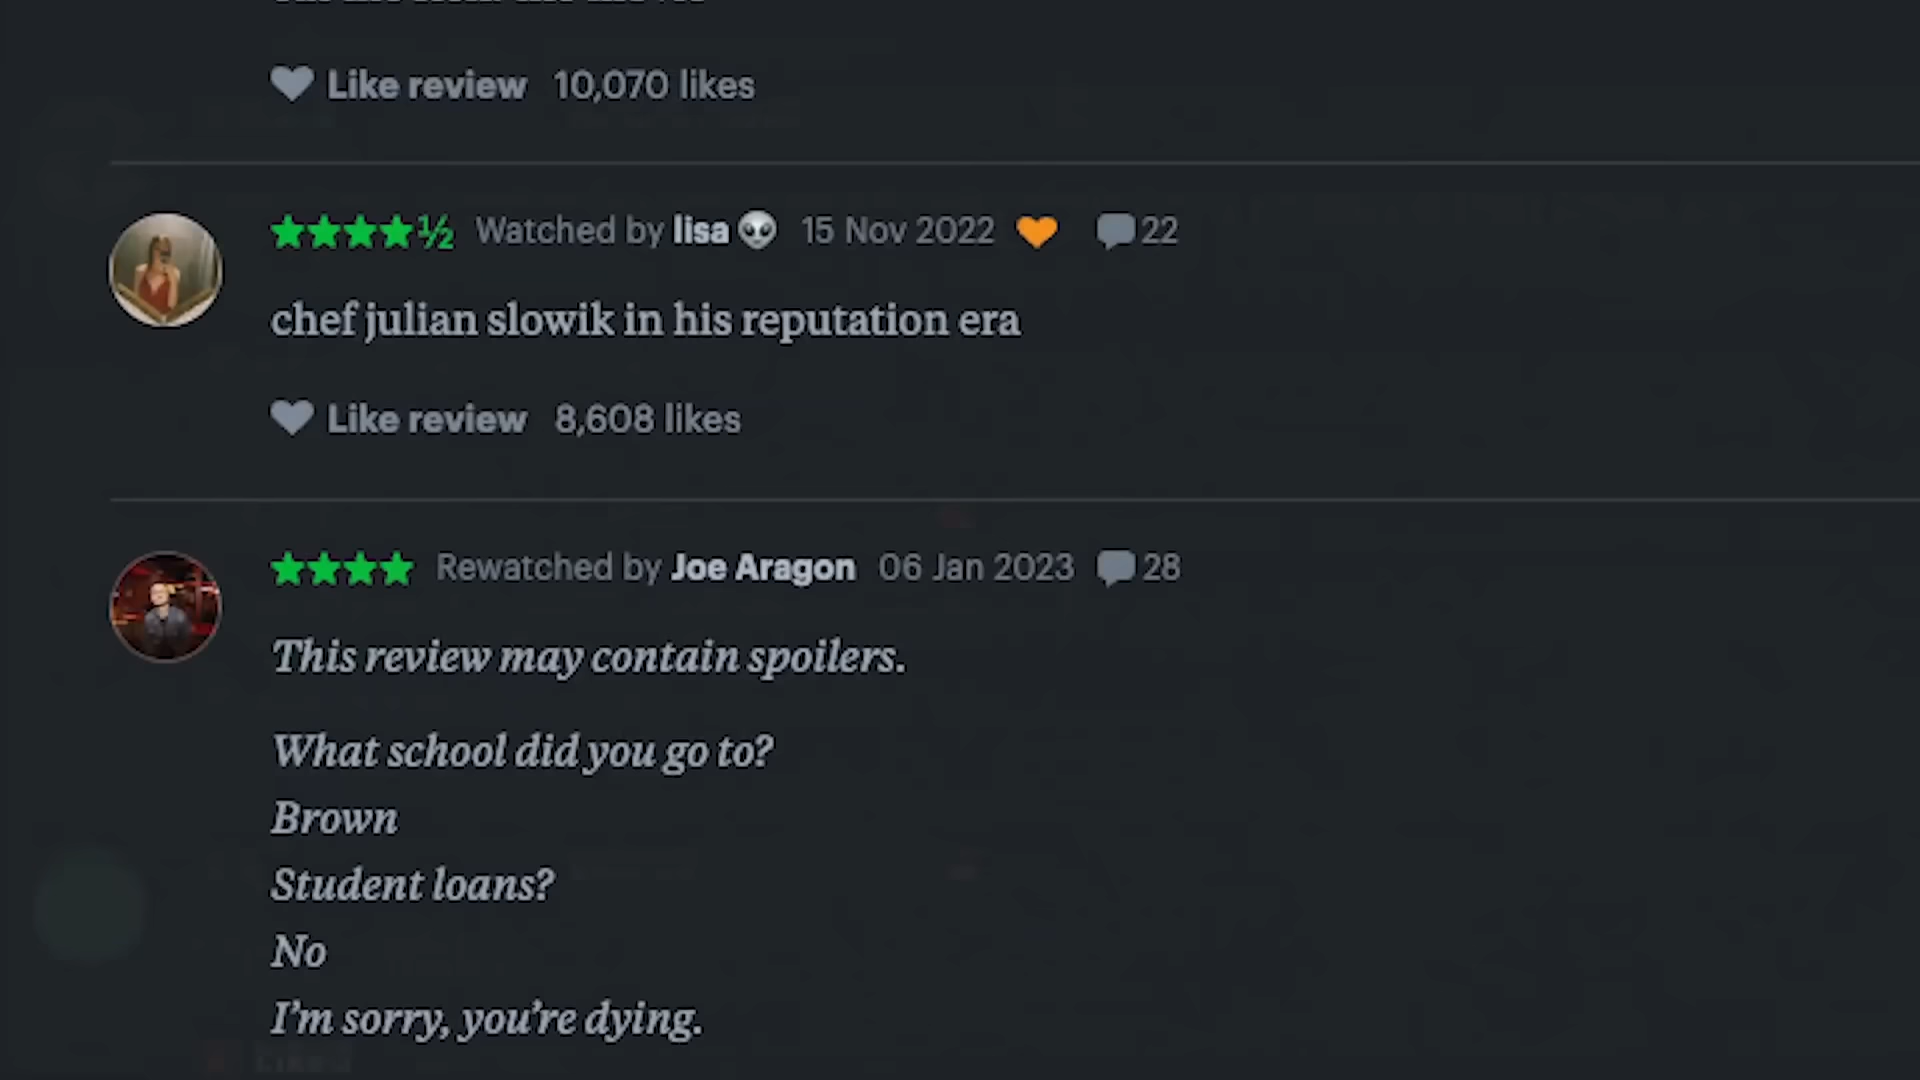 Like review 10,070 likes
★★★★½ Watched by lisa 👽 15 Nov 2022 🧡 22
chef julian slowik in his reputation era
Like review 8,608 likes
★★★★ Rewatched by Joe Aragon 06 Jan 2023 28
This review may contain spoilers.
What school did you go to?
Brown
Student loans?
No
I'm sorry, you're dying.